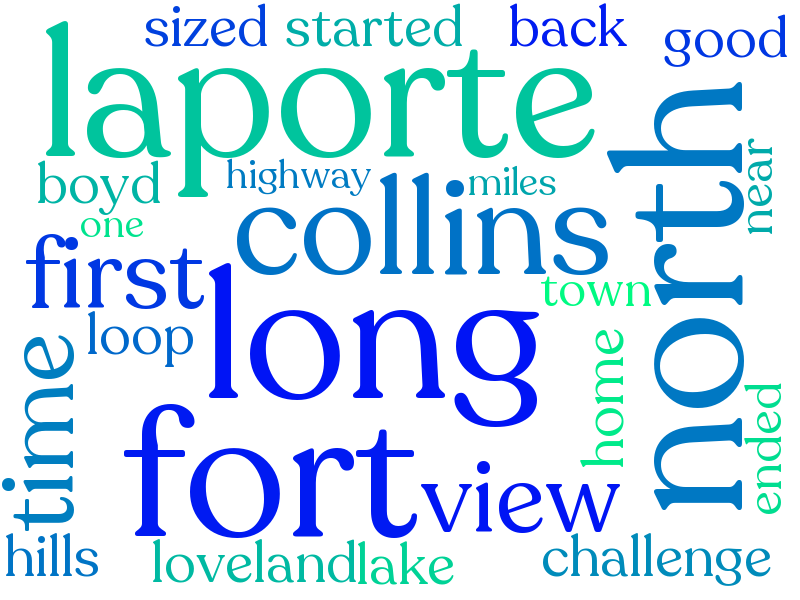 sized started back good
laporte
north
near
boyd highway miles
one collins
first long town
loop
time home ended
fort view
hills loveland lake challenge